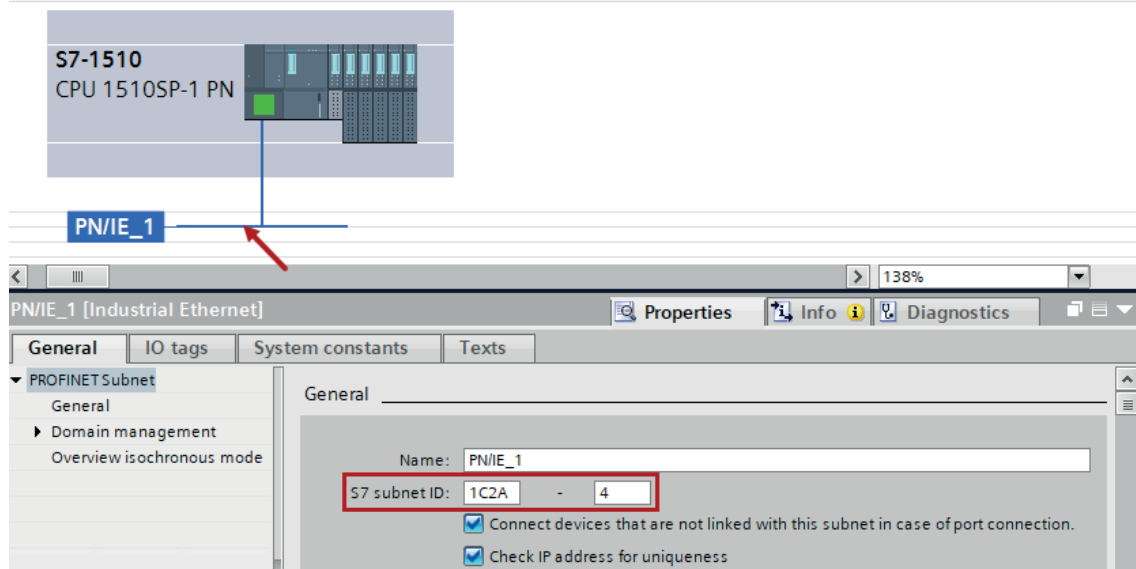 S7-1510
CPU 1510SP-1 PN
PN/IE_1
138%
PN/IE_1 [Industrial Ethernet]
Properties
Info
Diagnostics
General
IO tags
System constants
Texts
PROFINET Subnet
General
Domain management
Overview isochronous mode
General
Name: PN/IE_1
S7 subnet ID: 1C2A - 4
Connect devices that are not linked with this subnet in case of port connection.
Check IP address for uniqueness